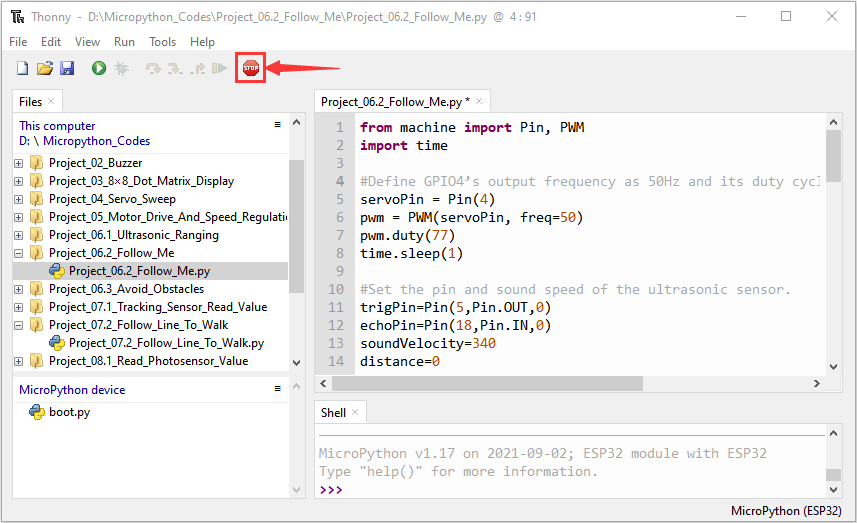 Thonny - D:\Micropython_Codes\Project_06.2_Follow_Me\Project_06.2_Follow_Me.py @ 4:91
File Edit View Run Tools Help
STOP
Files
This computer
D: \ Micropython_Codes
Project_02_Buzzer
Project_03_8×8_Dot_Matrix_Display
Project_04_Servo_Sweep
Project_05_Motor_Drive_And_Speed_Regulatio
Project_06.1_Ultrasonic_Ranging
Project_06.2_Follow_Me
Project_06.2_Follow_Me.py
Project_06.3_Avoid_Obstacles
Project_07.1_Tracking_Sensor_Read_Value
Project_07.2_Follow_Line_To_Walk
Project_07.2_Follow_Line_To_Walk.py
Project_08.1_Read_Photosensor_Value
MicroPython device
boot.py
Project_06.2_Follow_Me.py *
1 from machine import Pin, PWM
2 import time
3
4 #Define GPIO4’s output frequency as 50Hz and its duty cycl
5 servoPin = Pin(4)
6 pwm = PWM(servoPin, freq=50)
7 pwm.duty(77)
8 time.sleep(1)
9
10 #Set the pin and sound speed of the ultrasonic sensor.
11 trigPin=Pin(5,Pin.OUT,0)
12 echoPin=Pin(18,Pin.IN,0)
13 soundVelocity=340
14 distance=0
Shell
MicroPython v1.17 on 2021-09-02; ESP32 module with ESP32
Type "help()" for more information.
>>>
MicroPython (ESP32)